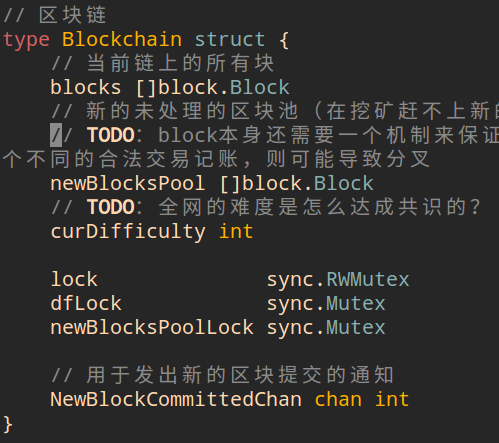 // 区块链
type Blockchain struct {
    // 当前链上的所有块
    blocks []block.Block
    // 新的未处理的区块池（在挖矿赶不上新的
    // TODO: block本身还需要一个机制来保证
个不同的合法交易记账，则可能导致分叉
    newBlocksPool []block.Block
    // TODO: 全网的难度是怎么达成共识的？
    curDifficulty int

    lock              sync.RWMutex
    dfLock            sync.Mutex
    newBlocksPoolLock sync.Mutex

    // 用于发出新的区块提交的通知
    NewBlockCommittedChan chan int
}